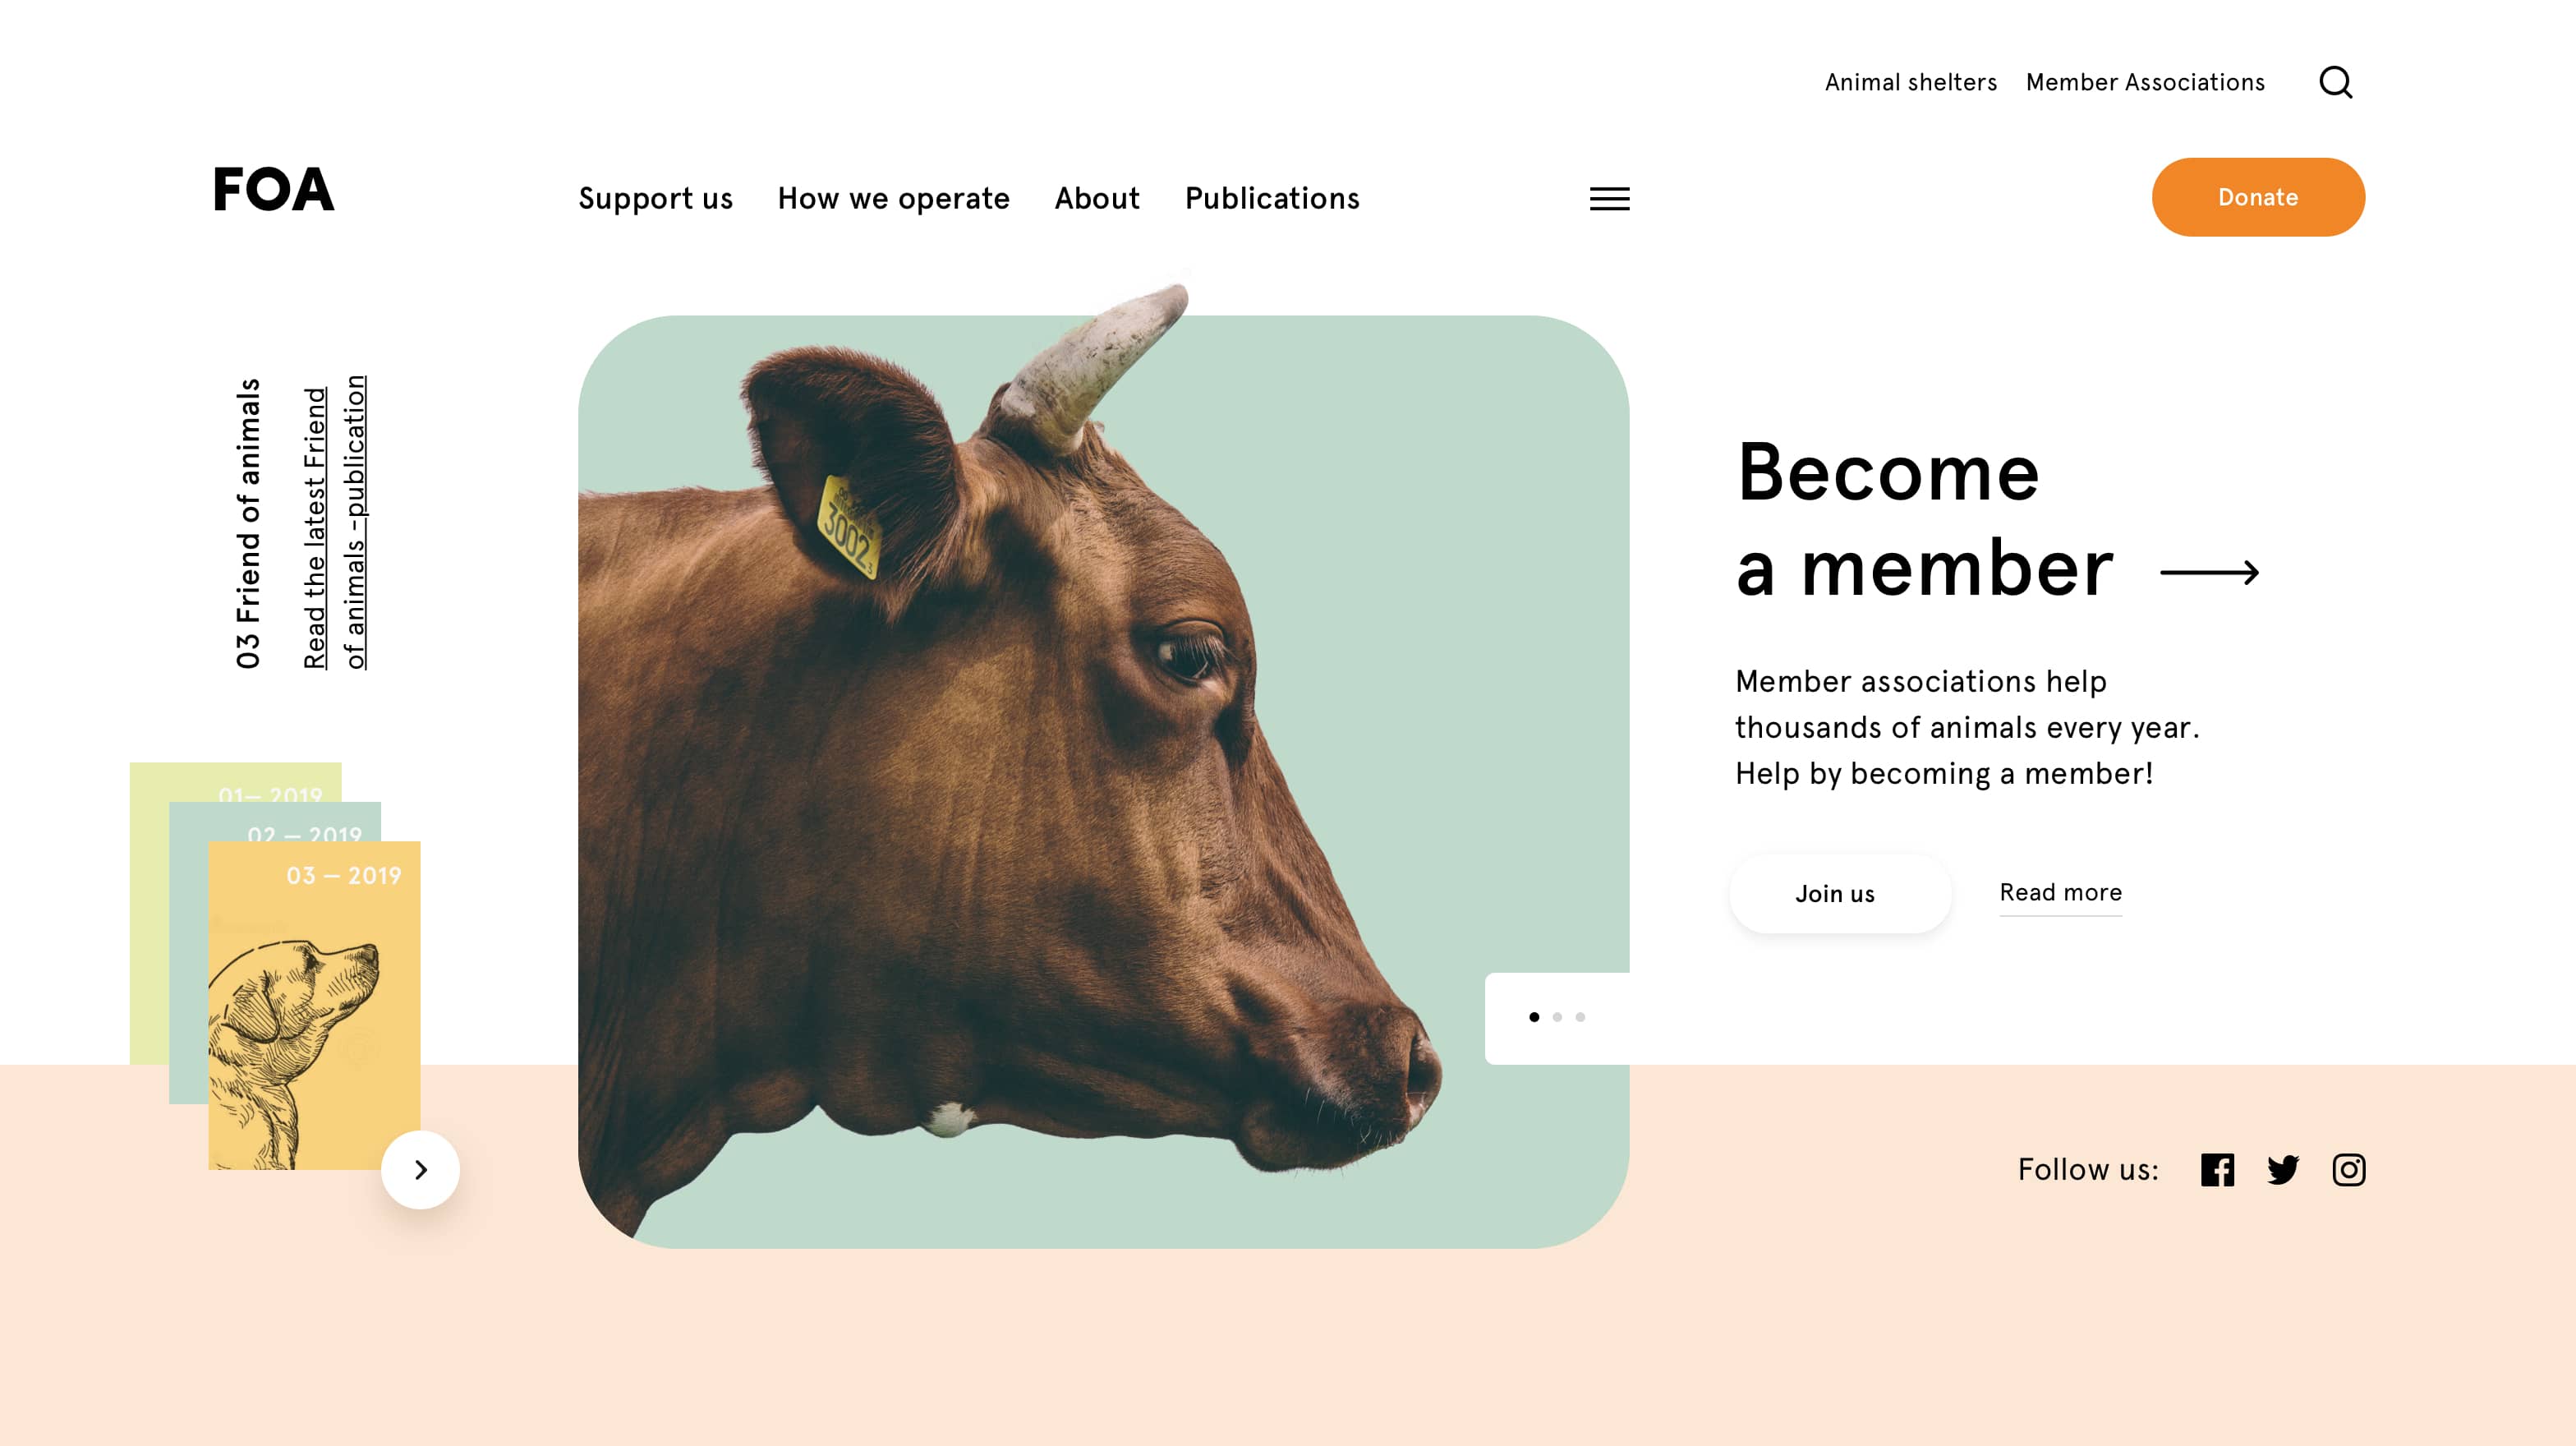 Animal shelters Member Associations
FOA
Support us How we operate About Publications
Donate
03 Friend of animals
Read the latest Friend
of animals -publication
3002
3
Become
a member
Member associations help
thousands of animals every year.
Help by becoming a member!
Join us Read more
01— 2019
02 — 2019
03 — 2019
Follow us: